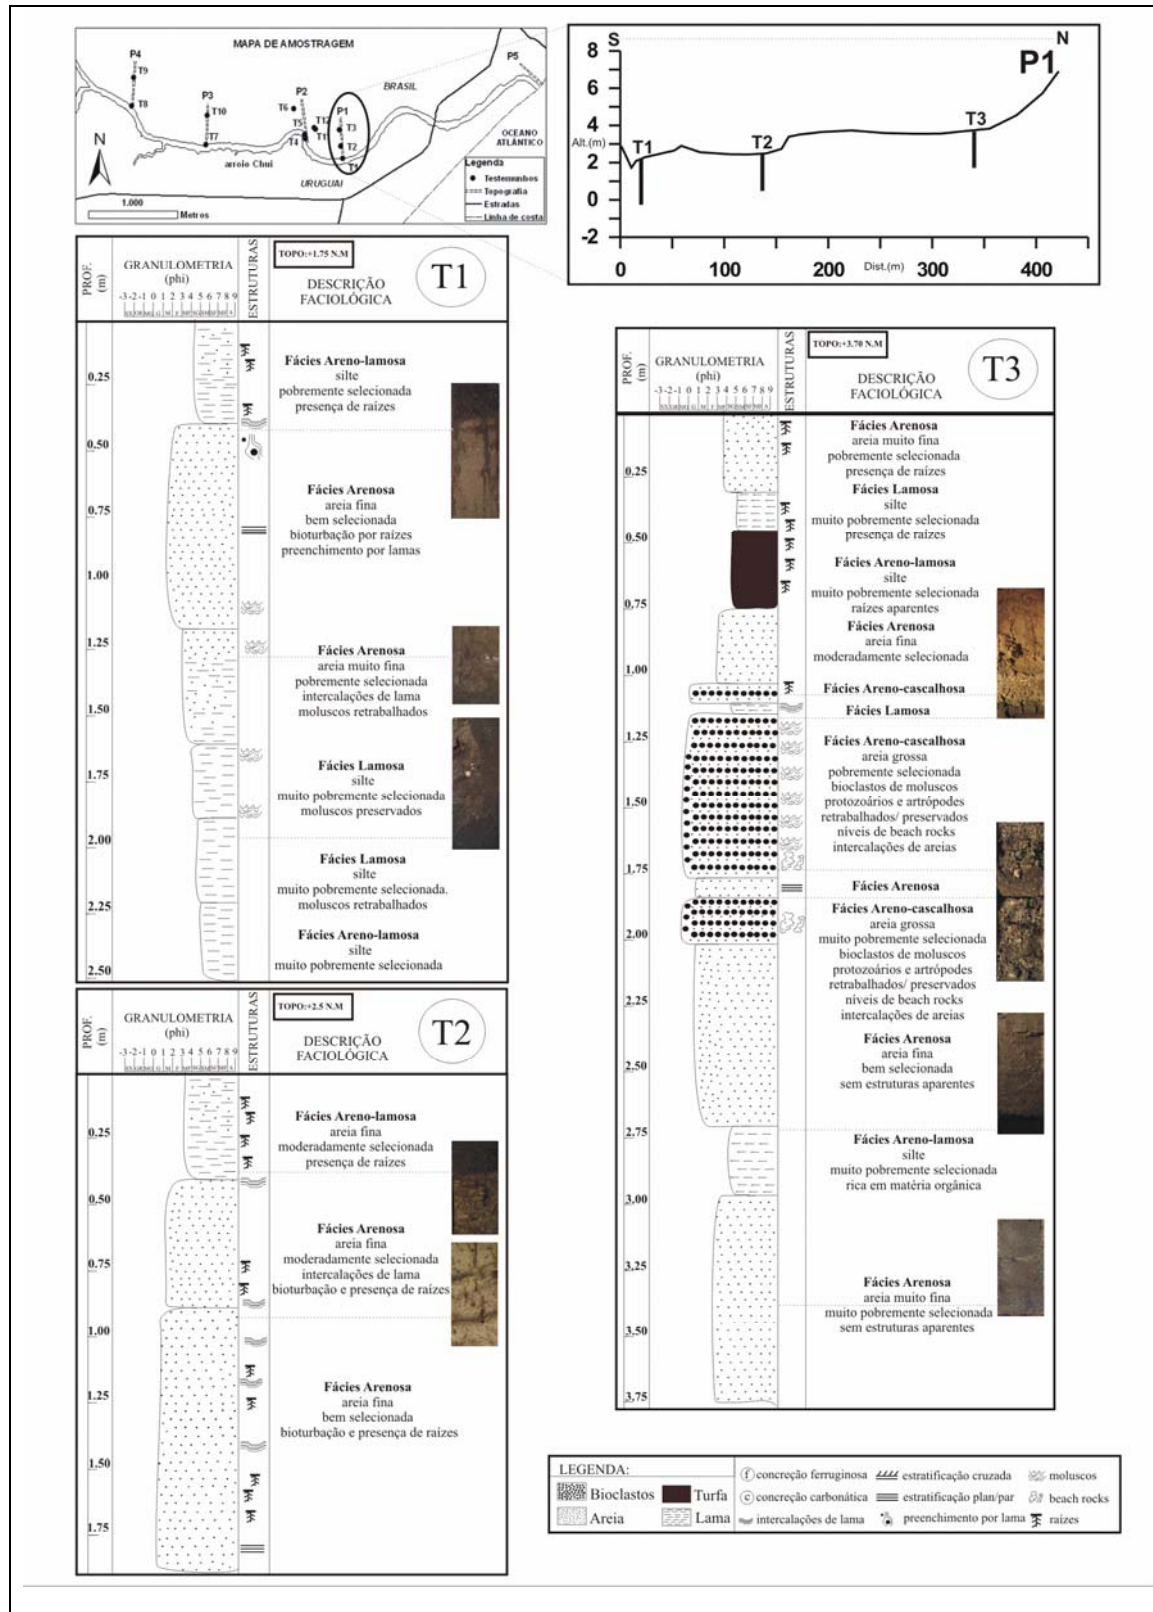 MAPA DE AMOSTRAGEM
P4
T9
T8
P3
T10
T7
P2
T6
T5
T4
T12
T11
P1
T3
T2
T1
P5
BRASIL
URUGUAI
arroio Chui
OCEANO
ATLÂNTICO
N
1.000
Metros
Legenda
Testemunhos
Topografia
Estradas
Linha de costa
S
N
P1
8
6
4
2
0
-2
Alt.(m)
T1
T2
T3
0
100
200
300
400
Dist.(m)
PROF. (m)
GRANULOMETRIA
(phi)
-3 -2 -1 0 1 2 3 4 5 6 7 8 9
ESTRUTURAS
TOPO:+1.75 N.M
DESCRIÇÃO
FACIOLÓGICA
T1
0.25
0.50
0.75
1.00
1.25
1.50
1.75
2.00
2.25
2.50
Fácies Areno-lamosa
silte
pobremente selecionada
presença de raízes
Fácies Arenosa
areia fina
bem selecionada
bioturbação por raízes
preenchimento por lamas
Fácies Arenosa
areia muito fina
pobremente selecionada
intercalações de lama
moluscos retrabalhados
Fácies Lamosa
silte
muito pobremente selecionada
moluscos preservados
Fácies Lamosa
silte
muito pobremente selecionada.
moluscos retrabalhados
Fácies Areno-lamosa
silte
muito pobremente selecionada
PROF. (m)
GRANULOMETRIA
(phi)
-3 -2 -1 0 1 2 3 4 5 6 7 8 9
ESTRUTURAS
TOPO:+2.5 N.M
DESCRIÇÃO
FACIOLÓGICA
T2
0.25
0.50
0.75
1.00
1.25
1.50
1.75
Fácies Areno-lamosa
areia fina
moderadamente selecionada
presença de raízes
Fácies Arenosa
areia fina
moderadamente selecionada
intercalações de lama
bioturbação e presença de raízes
Fácies Arenosa
areia fina
bem selecionada
bioturbação e presença de raízes
PROF. (m)
GRANULOMETRIA
(phi)
-3 -2 -1 0 1 2 3 4 5 6 7 8 9
ESTRUTURAS
TOPO:+3.70 N.M
DESCRIÇÃO
FACIOLÓGICA
T3
0,25
0,50
0,75
1.00
1.25
1.50
1.75
2.00
2.25
2.50
2.75
3,00
3,25
3,50
3,75
Fácies Arenosa
areia muito fina
pobremente selecionada
presença de raízes
Fácies Lamosa
silte
muito pobremente selecionada
presença de raízes
Fácies Areno-lamosa
silte
muito pobremente selecionada
raízes aparentes
Fácies Arenosa
areia fina
moderadamente selecionada
Fácies Areno-cascalhosa
Fácies Lamosa
Fácies Areno-cascalhosa
areia grossa
pobremente selecionada
bioclastos de moluscos
protozoários e artrópodes
retrabalhados/ preservados
níveis de beach rocks
intercalações de areias
Fácies Arenosa
Fácies Areno-cascalhosa
areia grossa
muito pobremente selecionada
bioclastos de moluscos
protozoários e artrópodes
retrabalhados/ preservados
níveis de beach rocks
intercalações de areias
Fácies Arenosa
areia fina
bem selecionada
sem estruturas aparentes
Fácies Areno-lamosa
silte
muito pobremente selecionada
rica em matéria orgânica
Fácies Arenosa
areia muito fina
muito pobremente selecionada
sem estruturas aparentes
LEGENDA:
Bioclastos
Turfa
Areia
Lama
f concreção ferruginosa
estratificação cruzada
moluscos
c concreção carbonática
estratificação plan/par
beach rocks
intercalações de lama
preenchimento por lama
raízes